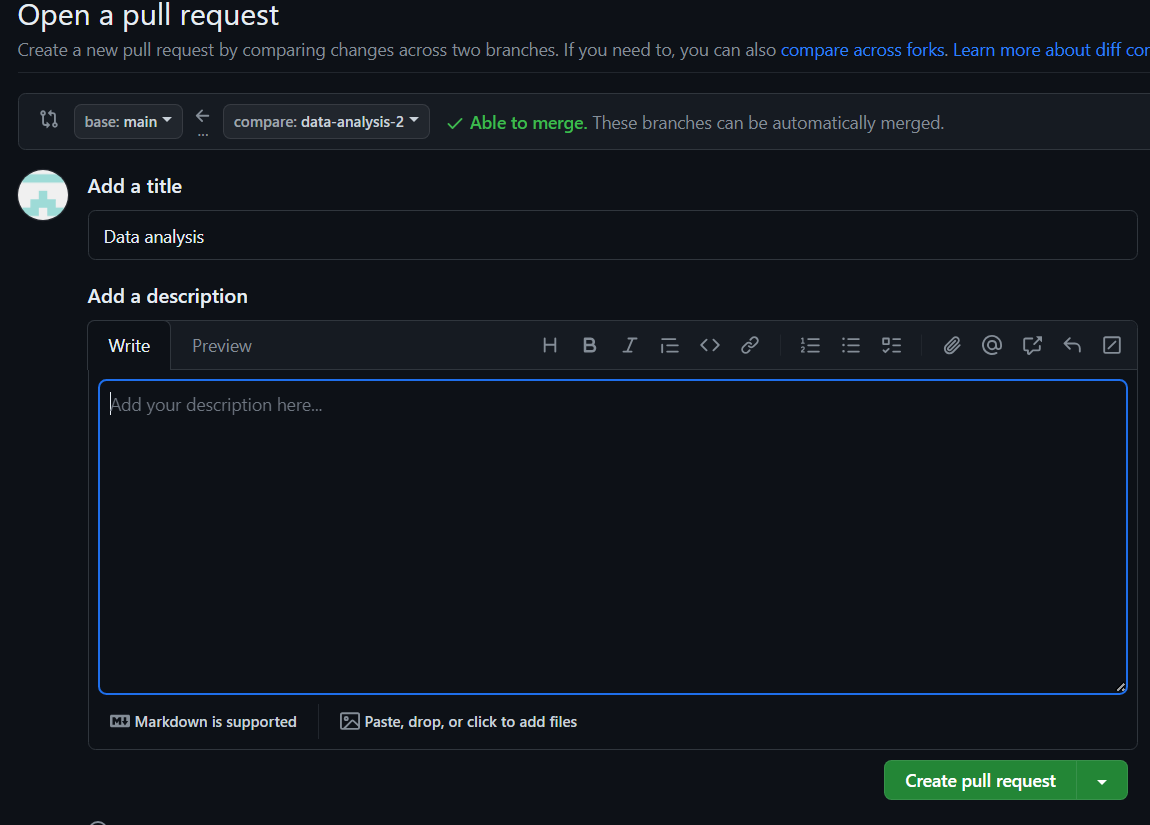 Open a pull request
Create a new pull request by comparing changes across two branches. If you need to, you can also compare across forks. Learn more about diff
base: main ... compare: data-analysis-2 Able to merge. These branches can be automatically merged.
Add a title
Data analysis
Add a description
Write Preview H B I
Add your description here...
Markdown is supported Paste, drop, or click to add files
Create pull request